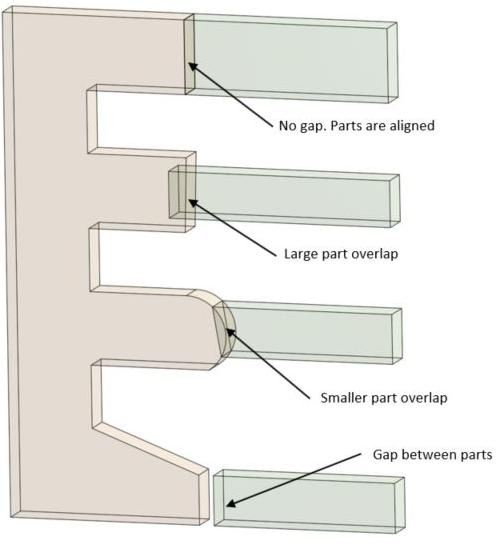 No gap. Parts are aligned
Large part overlap
Smaller part overlap
Gap between parts